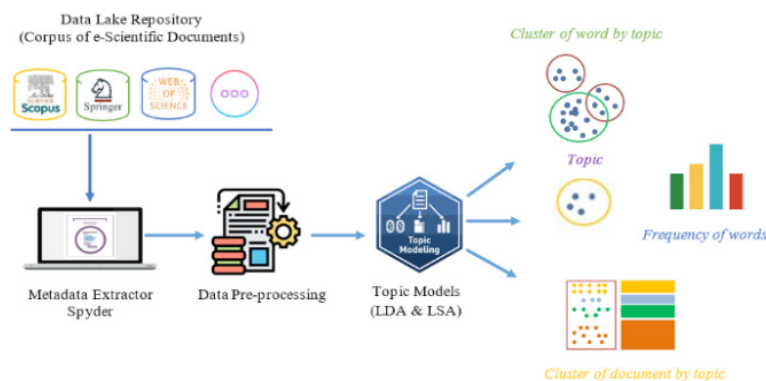 Data Lake Repository
(Corpus of e-Scientific Documents)
ELSEVIER
Scopus
Springer
WEB
OF
SCIENCE
Metadata Extractor
Spyder
Data Pre-processing
Topic
Modeling
Topic Models
(LDA & LSA)
Cluster of word by topic
Topic
Frequency of words
Cluster of document by topic